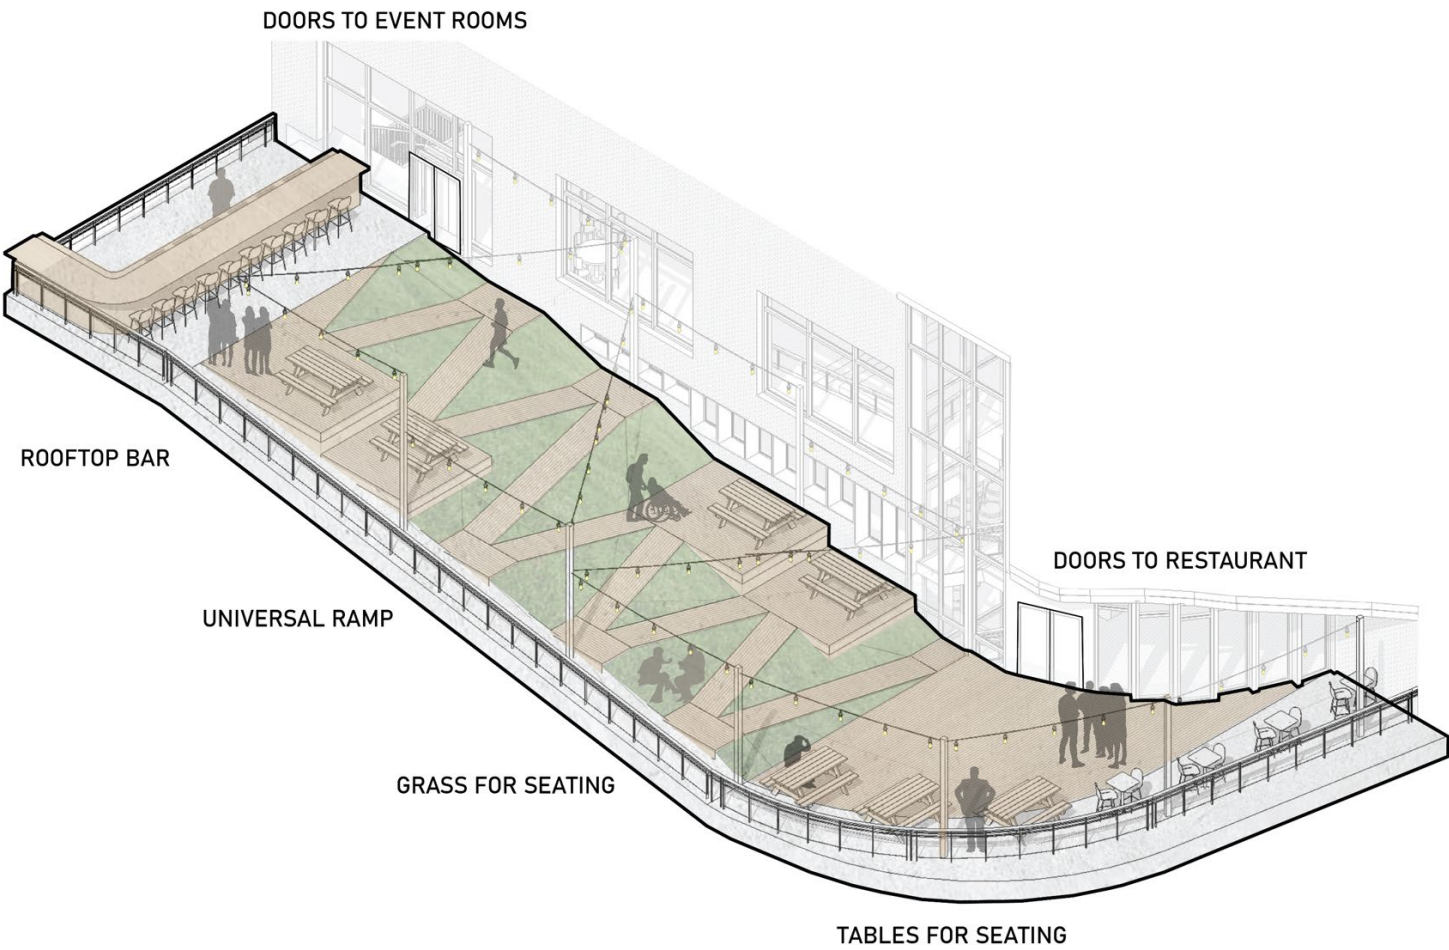 DOORS TO EVENT ROOMS
ROOFTOP BAR
DOORS TO RESTAURANT
UNIVERSAL RAMP
GRASS FOR SEATING
TABLES FOR SEATING